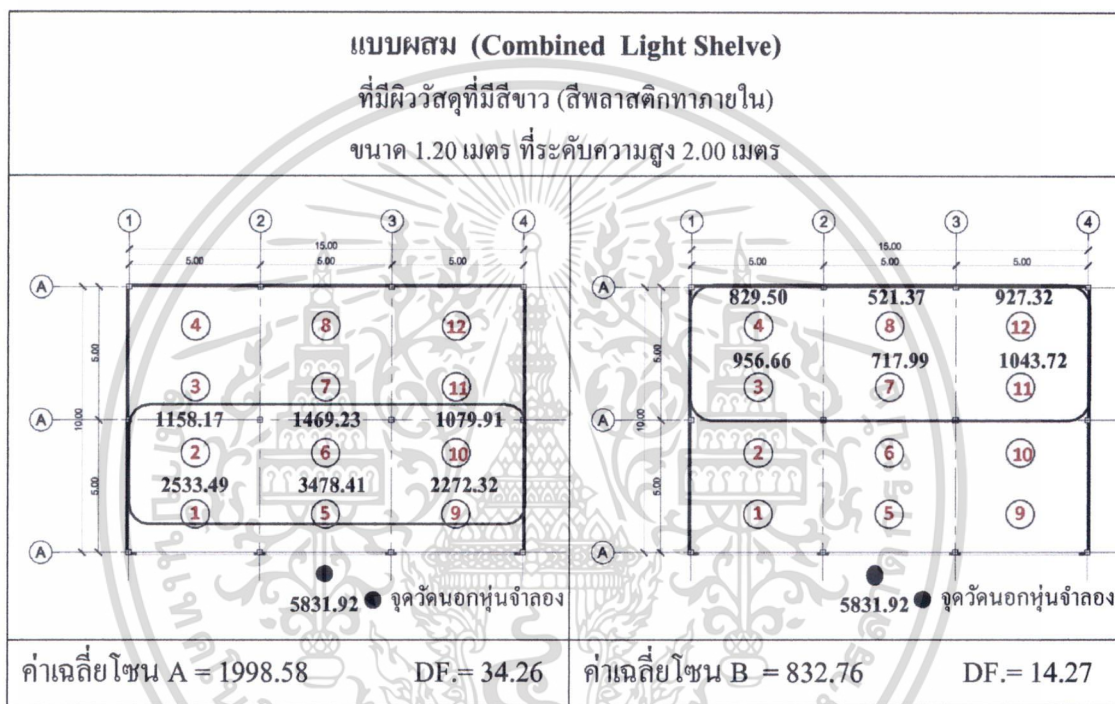 แบบผสม (Combined Light Shelve)
ที่มีผิววัสดุที่มีสีขาว (สีพลาสติกทาภายใน)
ขนาด 1.20 เมตร ที่ระดับความสูง 2.00 เมตร
1 2 3 4
15.00
5.00 5.00 5.00
A
4 8 12
5.00
3 7 11
10.00
A
1158.17 1469.23 1079.91
2 6 10
5.00
2533.49 3478.41 2272.32
1 5 9
A
5831.92 จุดวัดนอกหุ่นจำลอง
ค่าเฉลี่ยโซน A = 1998.58 DF.= 34.26
1 2 3 4
15.00
5.00 5.00 5.00
A
829.50 521.37 927.32
4 8 12
5.00
956.66 717.99 1043.72
3 7 11
10.00
A
2 6 10
5.00
1 5 9
A
5831.92 จุดวัดนอกหุ่นจำลอง
ค่าเฉลี่ยโซน B = 832.76 DF.= 14.27